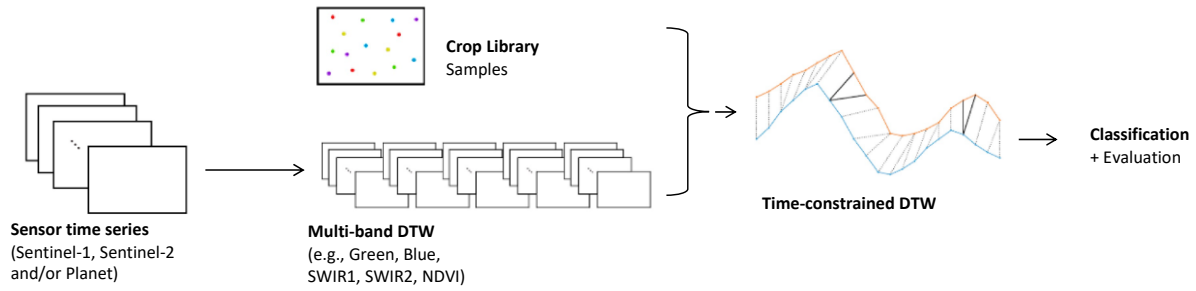 Crop Library
Samples
Sensor time series
(Sentinel-1, Sentinel-2
and/or Planet)
Multi-band DTW
(e.g., Green, Blue,
SWIR1, SWIR2, NDVI)
Time-constrained DTW
Classification
+ Evaluation